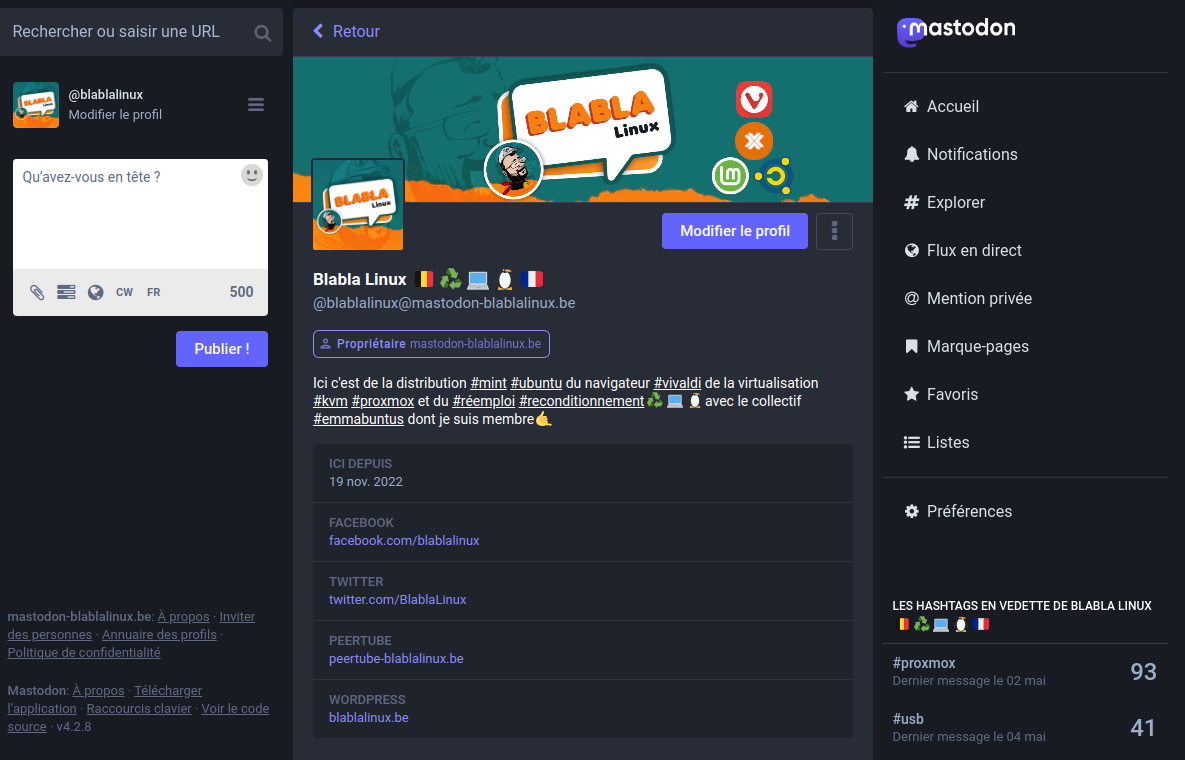 Rechercher ou saisir une URL
@blablalinux
Modifier le profil
Qu'avez-vous en tête ?
CW FR 500
Publier !
mastodon-blablalinux.be: À propos · Inviter
des personnes · Annuaire des profils ·
Politique de confidentialité
Mastodon: À propos · Télécharger
l'application · Raccourcis clavier · Voir le code
source · v4.2.8
Retour
BLABLA
Linux
BLABLA
Linux
BLABLA
Linux
Modifier le profil
Blabla Linux 🇧🇪 ♻️ 💻 🐧 🇫🇷
@blablalinux@mastodon-blablalinux.be
Propriétaire mastodon-blablalinux.be
Ici c'est de la distribution #mint #ubuntu du navigateur #vivaldi de la virtualisation
#kvm #proxmox et du #réemploi #reconditionnement♻️ 💻 🐧 avec le collectif
#emmabuntus dont je suis membre🤙
ICI DEPUIS
19 nov. 2022
FACEBOOK
facebook.com/blablalinux
TWITTER
twitter.com/BlablaLinux
PEERTUBE
peertube-blablalinux.be
WORDPRESS
blablalinux.be
mastodon
Accueil
Notifications
# Explorer
Flux en direct
@ Mention privée
Marque-pages
Favoris
Listes
Préférences
LES HASHTAGS EN VEDETTE DE BLABLA LINUX
🇧🇪 ♻️ 💻 🐧 🇫🇷
#proxmox 93
Dernier message le 02 mai
#usb 41
Dernier message le 04 mai